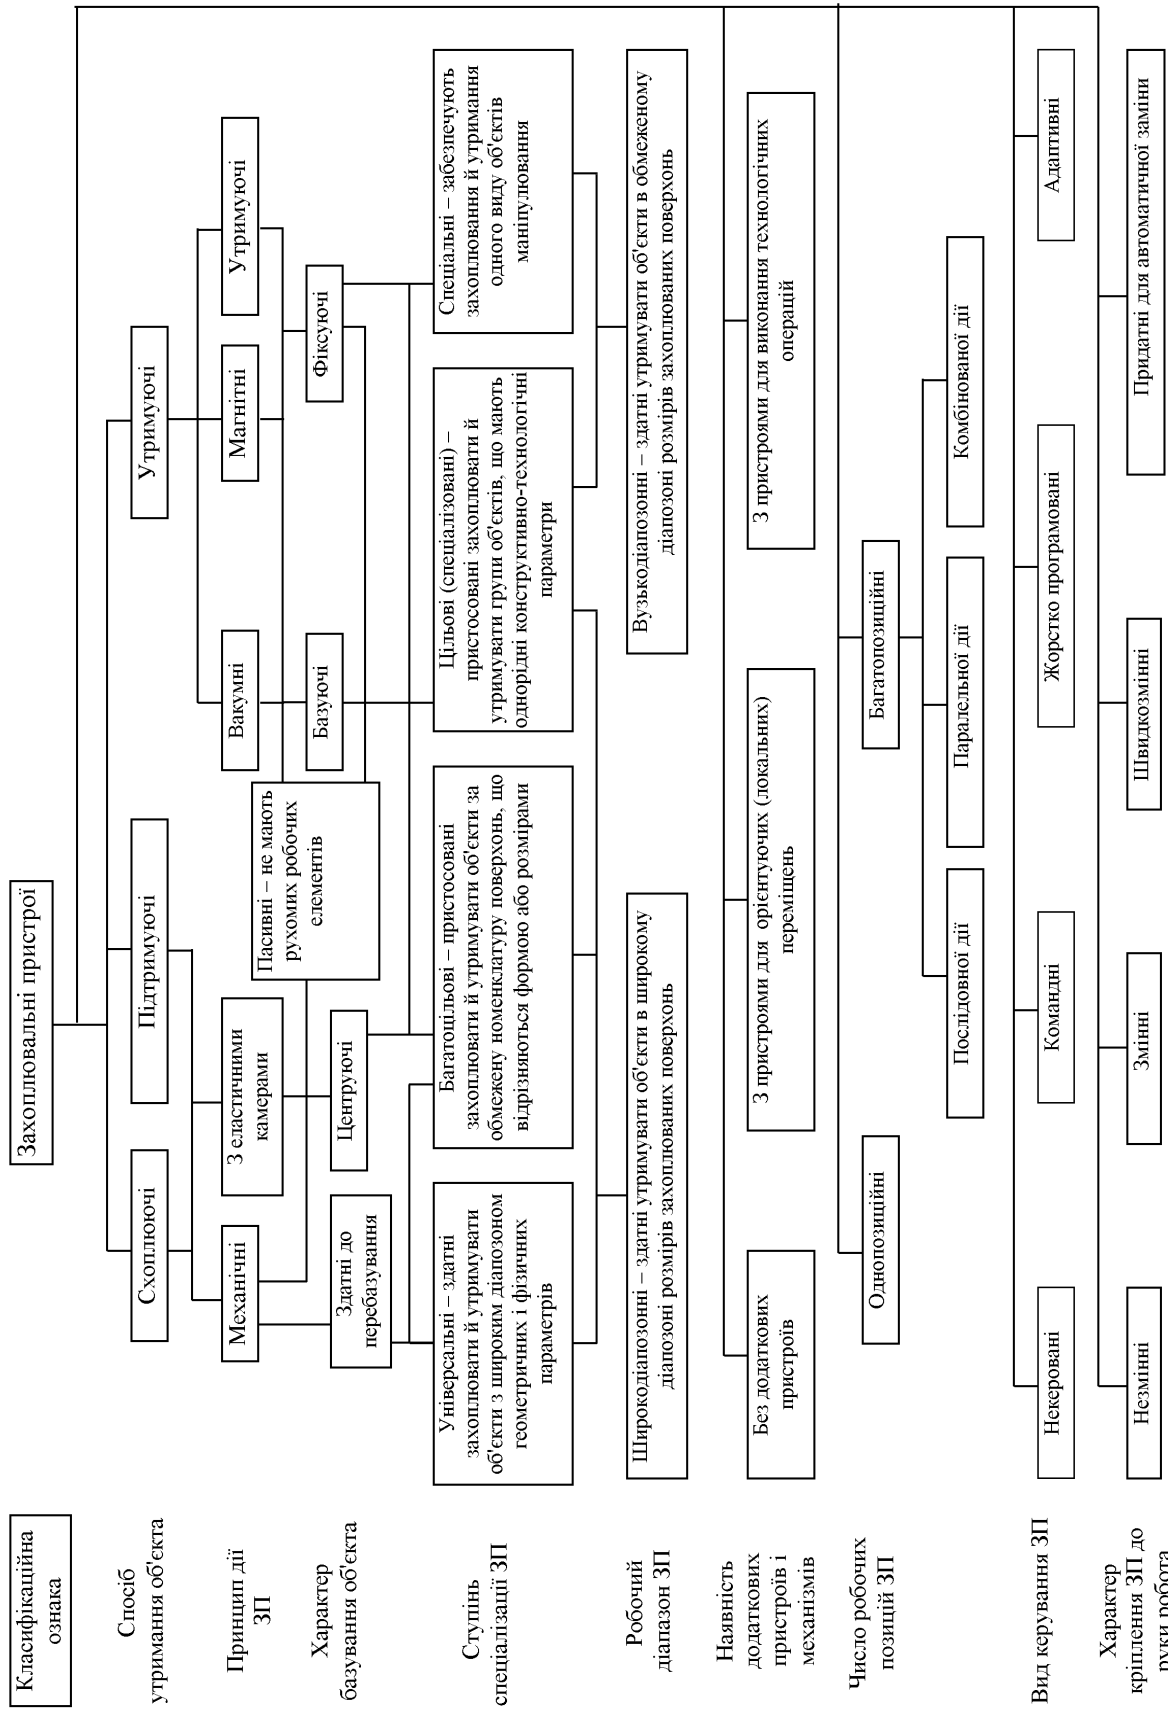 Захоплювальні пристрої
Класифікаційна
ознака
Спосіб
утримання об'єкта
Схоплюючі
Підтримуючі
Утримуючі
Принцип дії
ЗП
Механічні
З еластичними
камерами
Вакумні
Магнітні
Утримуючі
Пасивні – не мають
рухомих робочих
елементів
Характер
базування об'єкта
Здатні до
перебазування
Центруючі
Базуючі
Фіксуючі
Ступінь
спеціалізації ЗП
Універсальні – здатні
захоплювати й утримувати
об'єкти з широким діапазоном
геометричних і фізичних
параметрів
Багатоцільові – пристосовані
захоплювати й утримувати об'єкти за
обмежену номенклатуру поверхонь, що
відрізняються формою або розмірами
Цільові (спеціалізовані) –
пристосовані захоплювати й
утримувати групи об'єктів, що мають
однорідні конструктивно-технологічні
параметри
Спеціальні – забезпечують
захоплювання й утримання
одного виду об'єктів
маніпулювання
Робочий
діапазон ЗП
Широкодіапозонні – здатні утримувати об'єкти в широкому
діапозоні розмірів захоплюваних поверхонь
Вузькодіапозонні – здатні утримувати об'єкти в обмеженому
діапозоні розмірів захоплюваних поверхонь
Наявність
додаткових
пристроїв і
механізмів
Без додаткових
пристроїв
З пристроями для орієнтуючих (локальних)
переміщень
З пристроями для виконання технологічних
операцій
Число робочих
позицій ЗП
Однопозиційні
Багатопозиційні
Послідовної дії
Паралельної дії
Комбінованої дії
Вид керування ЗП
Некеровані
Командні
Жорстко програмовані
Адаптивні
Характер
кріплення ЗП до
руки робота
Незмінні
Змінні
Швидкозмінні
Придатні для автоматичної заміни